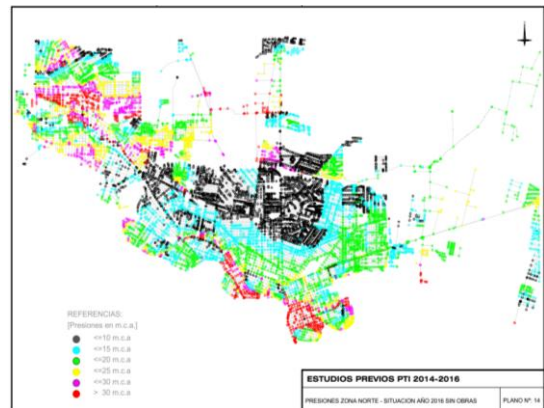 REFERENCIAS:
[Presiones en m.c.a.]
<=10 m.c.a
<=15 m.c.a
<=20 m.c.a
<=25 m.c.a
<=30 m.c.a
> 30 m.c.a
ESTUDIOS PREVIOS PTI 2014-2016
PRESIONES ZONA NORTE - SITUACION AÑO 2016 SIN OBRAS
PLANO Nº: 14